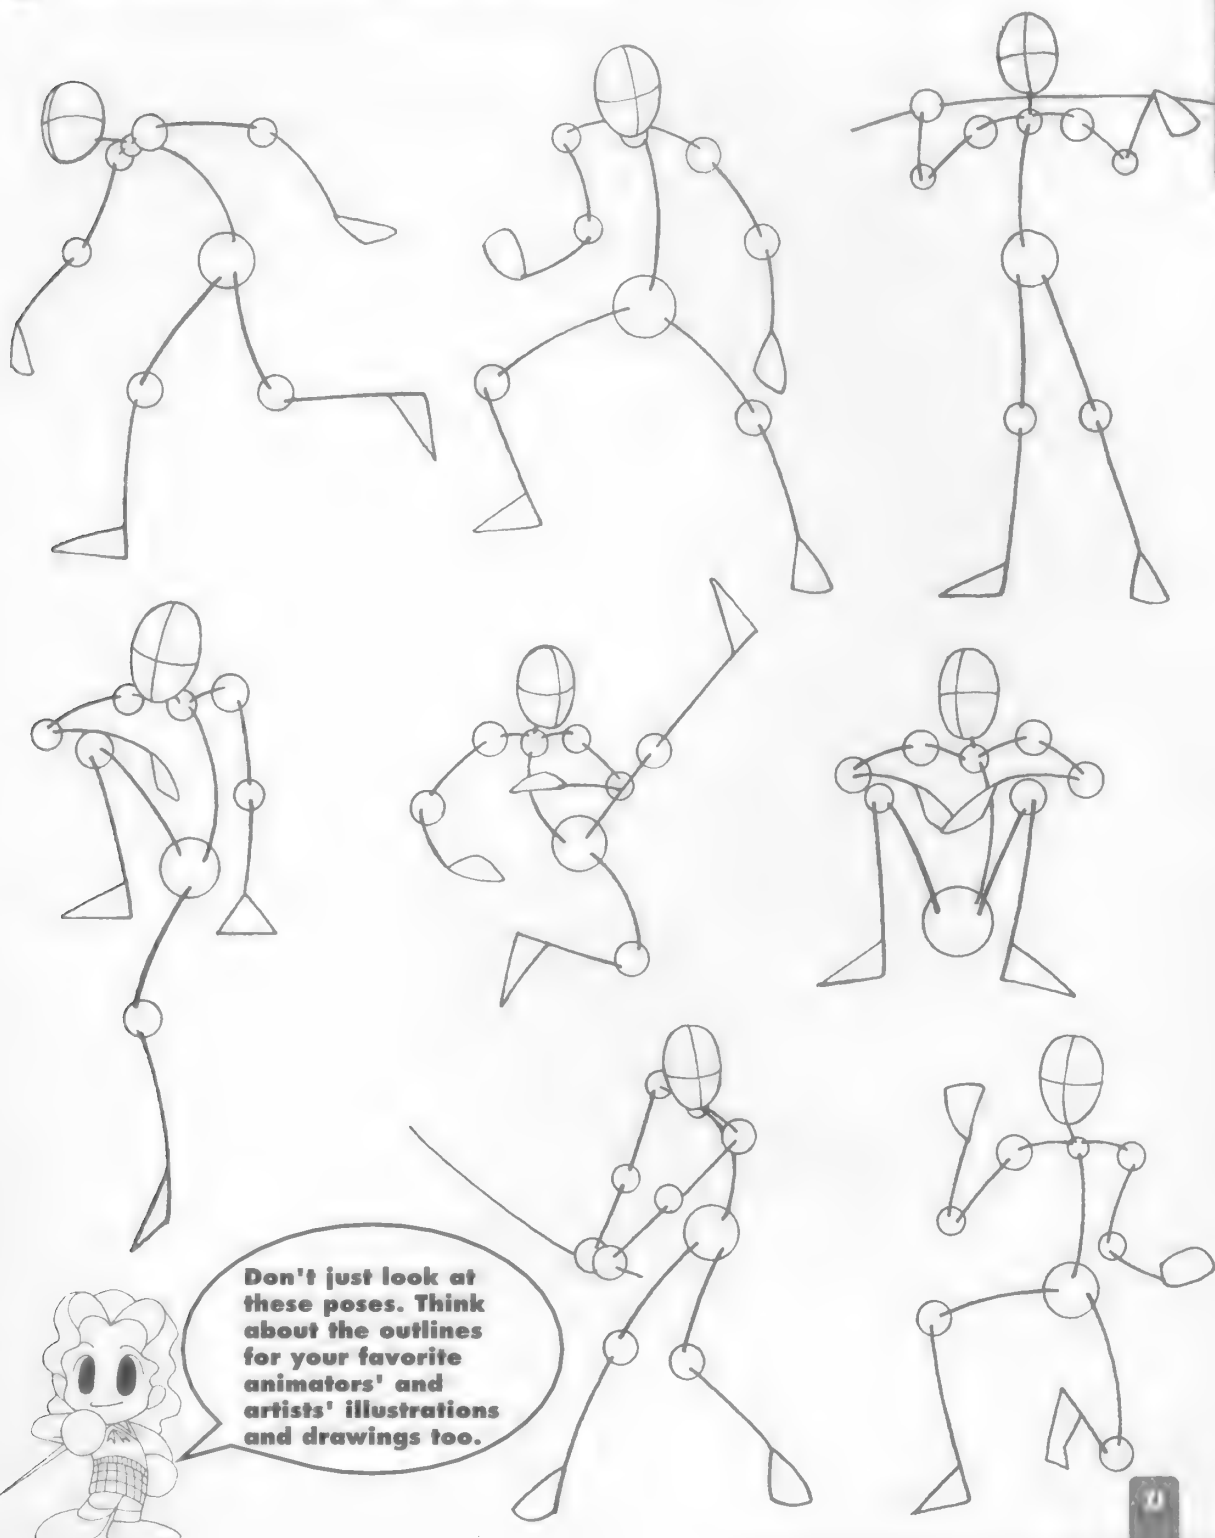 Don't just look at
these poses. Think
about the outlines
for your favorite
animators' and
artists' illustrations
and drawings too.